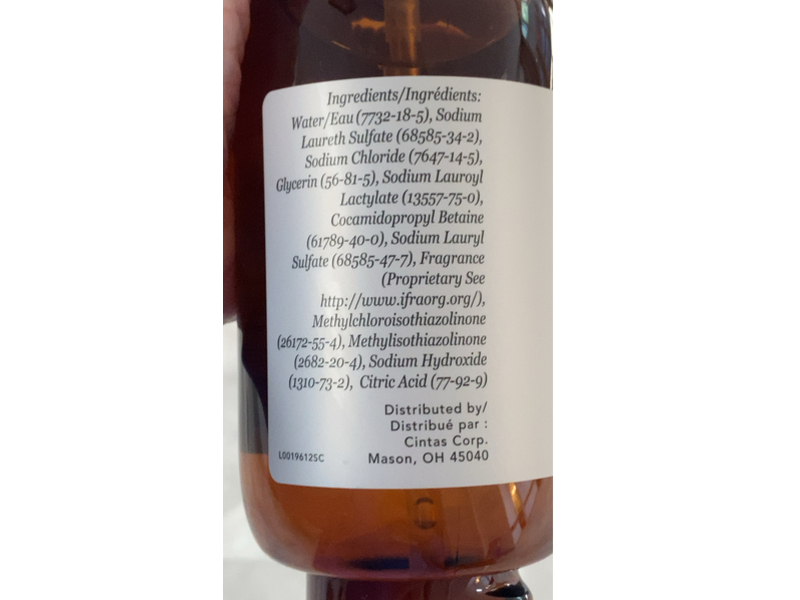 Ingredients/Ingrédients:
Water/Eau (7732-18-5), Sodium
Laureth Sulfate (68585-34-2),
Sodium Chloride (7647-14-5),
Glycerin (56-81-5), Sodium Lauroyl
Lactylate (13557-75-0),
Cocamidopropyl Betaine
(61789-40-0), Sodium Lauryl
Sulfate (68585-47-7), Fragrance
(Proprietary See
http://www.ifraorg.org/),
Methylchloroisothiazolinone
(26172-55-4), Methylisothiazolinone
(2682-20-4), Sodium Hydroxide
(1310-73-2), Citric Acid (77-92-9)
Distributed by/
Distribué par :
Cintas Corp.
Mason, OH 45040
L0019612SC